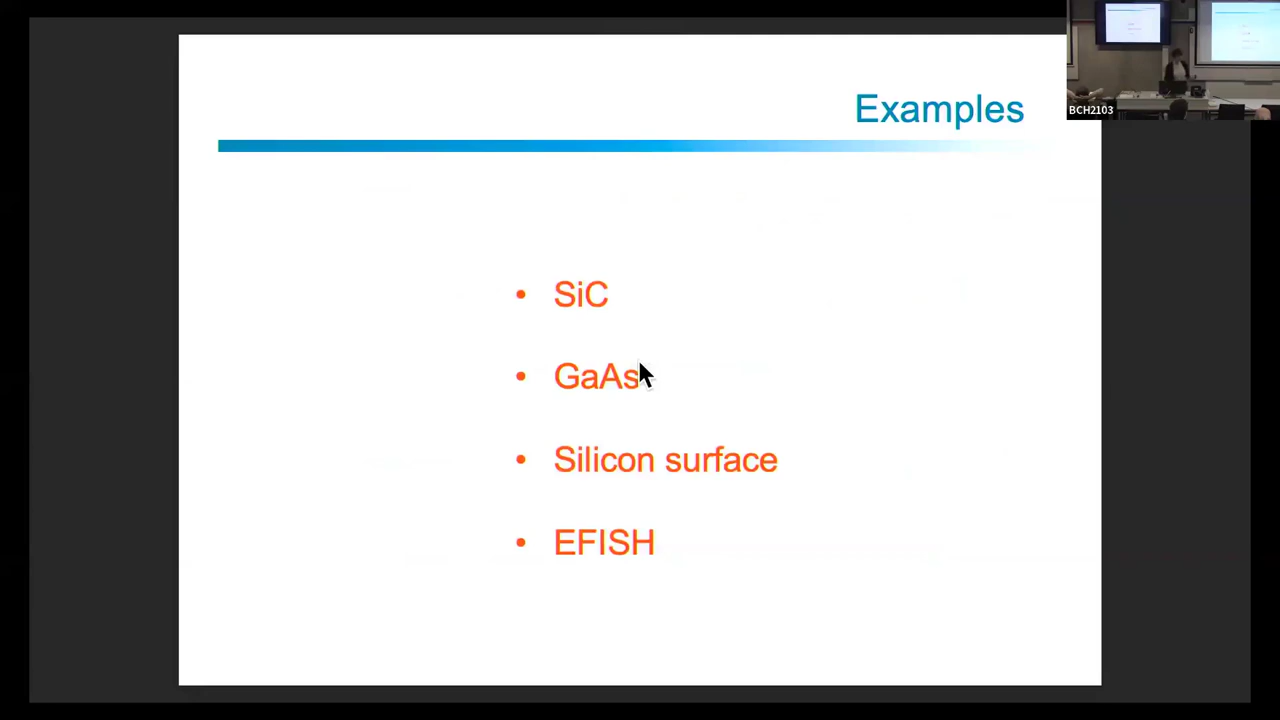 Examples
BCH2103
• SiC
• GaAs
• Silicon surface
• EFISH